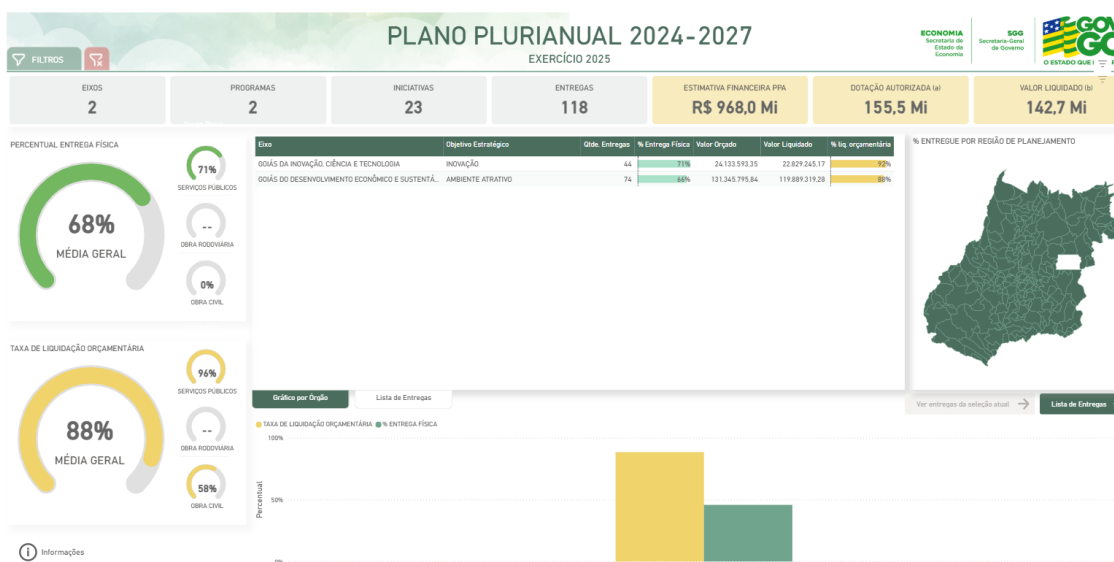 PLANO PLURIANUAL 2024-2027
EXERCÍCIO 2025
FILTROS
ECONOMIA
Secretaria de
Estado da
Economia
SGG
Secretaria-Geral
de Governo
O ESTADO QUE
EIXOS
2
PROGRAMAS
2
INICIATIVAS
23
ENTREGAS
118
ESTIMATIVA FINANCEIRA PPA
R$ 968,0 Mi
DOTAÇÃO AUTORIZADA (a)
155,5 Mi
VALOR LIQUIDADO (b)
142,7 Mi
PERCENTUAL ENTREGA FÍSICA
68%
MÉDIA GERAL
71%
SERVIÇOS PÚBLICOS
--
OBRA RODOVIÁRIA
0%
OBRA CIVIL
Eixo Objetivo Estratégico Qtde. Entregas % Entrega Física Valor Orçado Valor Liquidado % liq. orçamentária
GOIÁS DA INOVAÇÃO, CIÊNCIA E TECNOLOGIA INOVAÇÃO 44 71% 24.133.593,35 22.829.245,17 92%
GOIÁS DO DESENVOLVIMENTO ECONÔMICO E SUSTENTÁ... AMBIENTE ATRATIVO 74 66% 131.345.795,84 119.889.319,28 88%
% ENTREGUE POR REGIÃO DE PLANEJAMENTO
TAXA DE LIQUIDAÇÃO ORÇAMENTÁRIA
88%
MÉDIA GERAL
96%
SERVIÇOS PÚBLICOS
--
OBRA RODOVIÁRIA
58%
OBRA CIVIL
Gráfico por Órgão
Lista de Entregas
Ver entregas da seleção atual
Lista de Entregas
TAXA DE LIQUIDAÇÃO ORÇAMENTÁRIA % ENTREGA FÍSICA
100%
50%
0%
Percentual
Informações